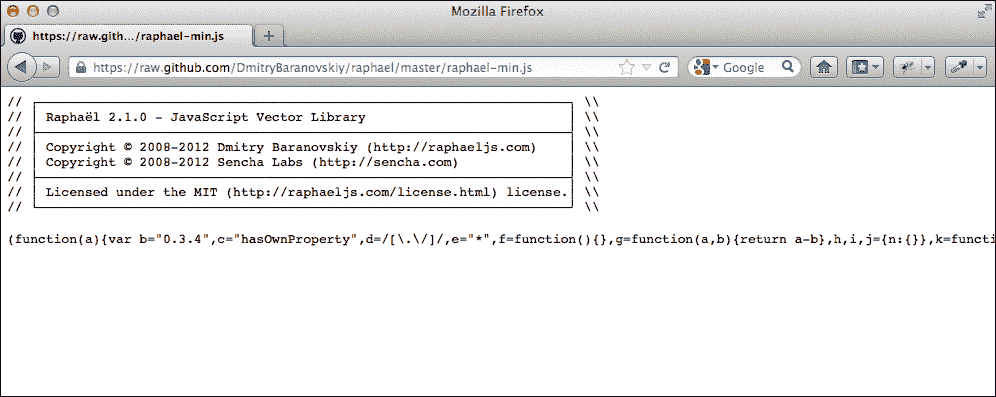 Mozilla Firefox
https://raw.gith.../raphael-min.js
https://raw.github.com/DmitryBaranovskiy/raphael/master/raphael-min.js
Google
// ┌────────────────────────────────────────────────────────────────────┐ \\
// │ Raphaël 2.1.0 - JavaScript Vector Library │ \\
// ├────────────────────────────────────────────────────────────────────┤ \\
// │ Copyright © 2008-2012 Dmitry Baranovskiy (http://raphaeljs.com) │ \\
// │ Copyright © 2008-2012 Sencha Labs (http://sencha.com) │ \\
// ├────────────────────────────────────────────────────────────────────┤ \\
// │ Licensed under the MIT (http://raphaeljs.com/license.html) license.│ \\
// └────────────────────────────────────────────────────────────────────┘ \\
(function(a){var b="0.3.4",c="hasOwnProperty",d=/[\.\/]/,e="*",f=function(){},g=function(a,b){return a-b},h,i,j={n:{}},k=functi